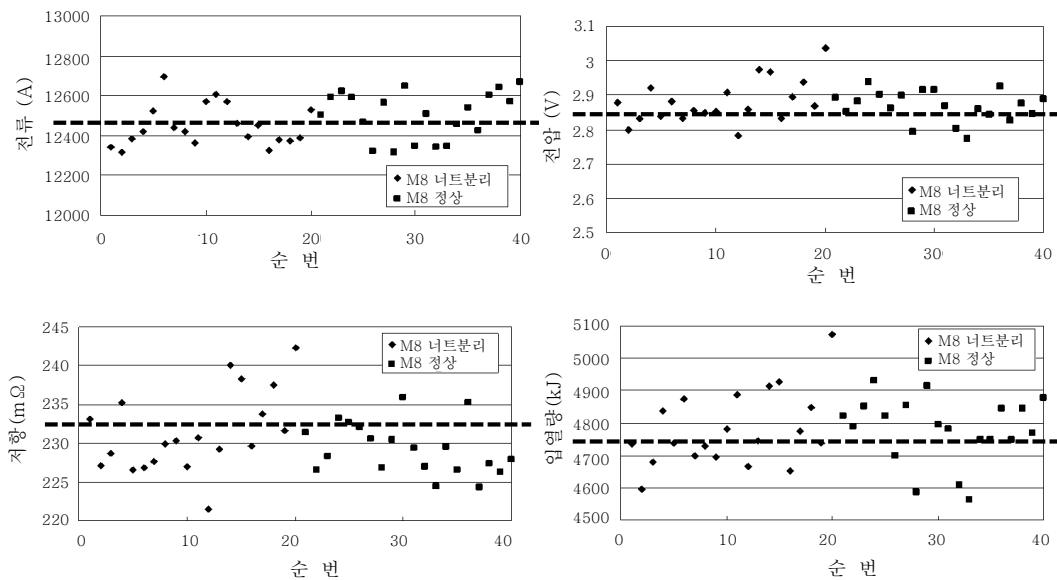 13000
12800
12600
12400
12200
12000
전류 (A)
M8 너트분리
M8 정상
0 10 20 30 40
순 번
3.1
3
2.9
2.8
2.7
2.6
2.5
전압 (V)
M8 너트분리
M8 정상
0 10 20 30 40
순 번
245
240
235
230
225
220
저항(mΩ)
M8 너트분리
M8 정상
0 10 20 30 40
순 번
5100
5000
4900
4800
4700
4600
4500
입열량(kJ)
M8 너트분리
M8 정상
0 10 20 30 40
순 번